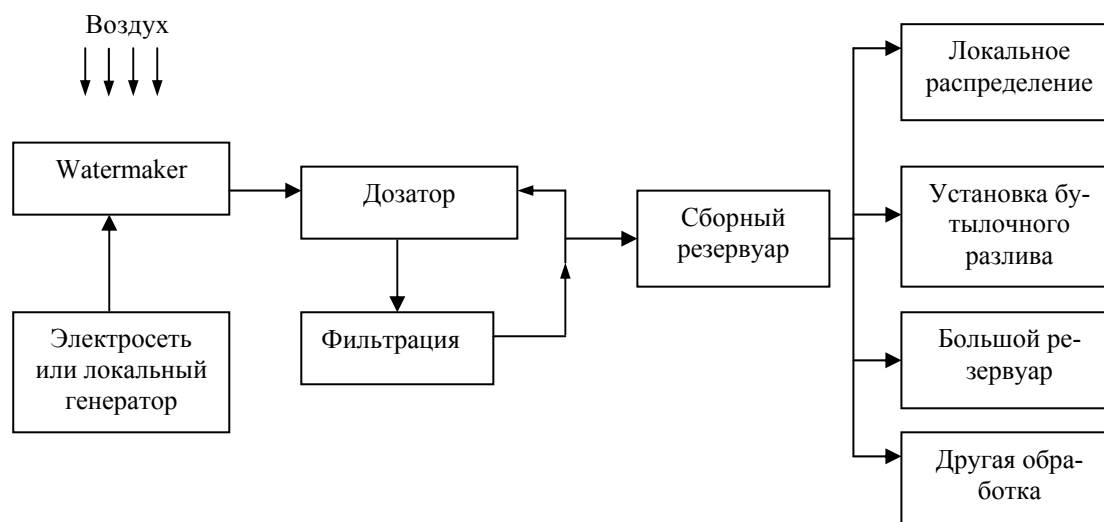 Воздух
Watermaker
Электросеть
или локальный
генератор
Дозатор
Фильтрация
Сборный
резервуар
Локальное
распределение
Установка бу-
тылочного
разлива
Большой ре-
зервуар
Другая обра-
ботка